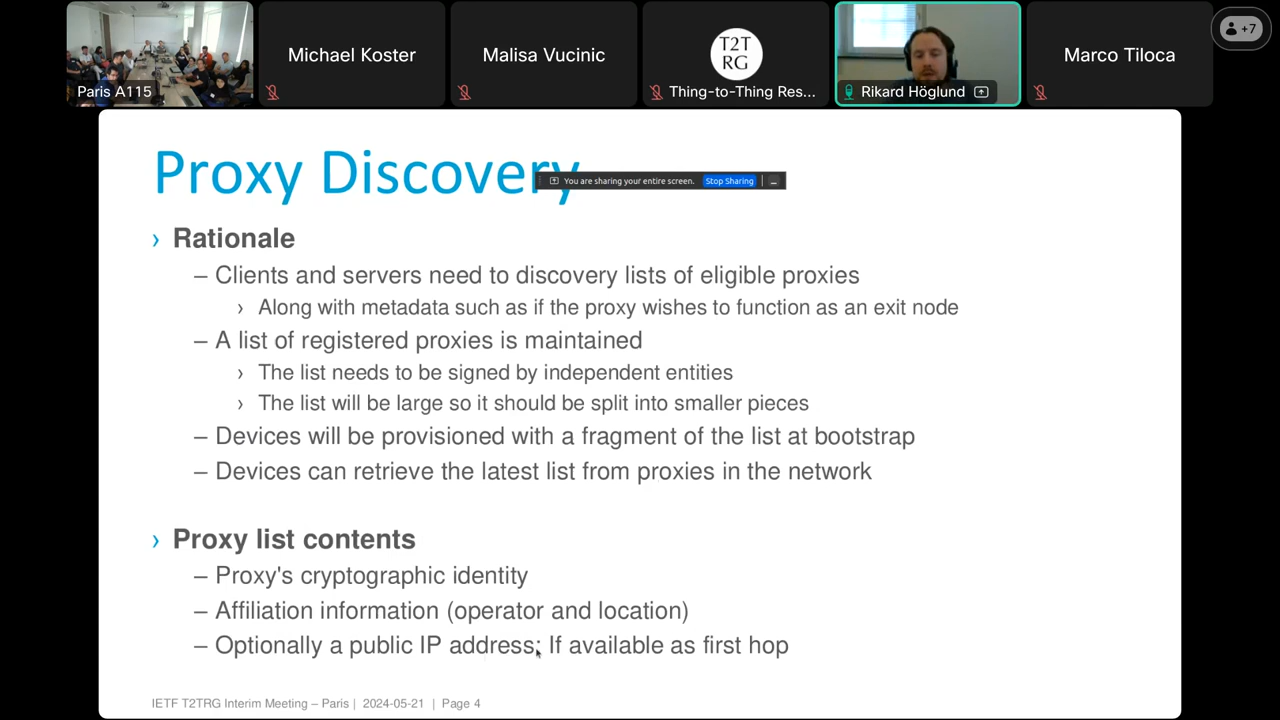 Paris A115
Michael Koster
Malisa Vucinic
T2T
RG
Thing-to-Thing Res...
Rikard Höglund
Marco Tiloca
+7
Proxy Discovery
You are sharing your entire screen. Stop Sharing
› Rationale
– Clients and servers need to discovery lists of eligible proxies
› Along with metadata such as if the proxy wishes to function as an exit node
– A list of registered proxies is maintained
› The list needs to be signed by independent entities
› The list will be large so it should be split into smaller pieces
– Devices will be provisioned with a fragment of the list at bootstrap
– Devices can retrieve the latest list from proxies in the network
› Proxy list contents
– Proxy's cryptographic identity
– Affiliation information (operator and location)
– Optionally a public IP address; If available as first hop
IETF T2TRG Interim Meeting – Paris | 2024-05-21 | Page 4